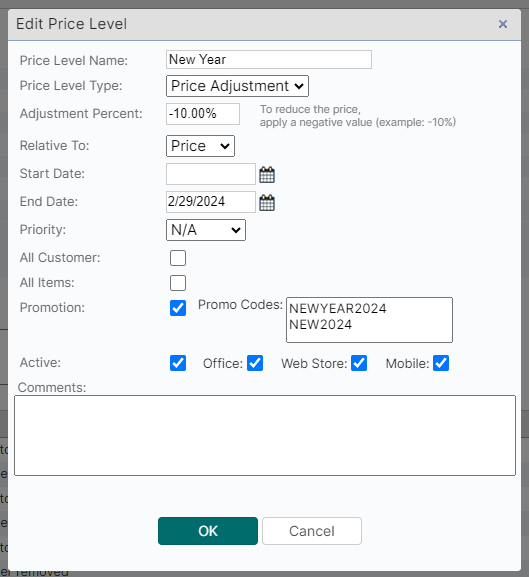 Edit Price Level ×
Price Level Name: New Year
Price Level Type: Price Adjustment
Adjustment Percent: -10.00% To reduce the price,
apply a negative value (example: -10%)
Relative To: Price
Start Date:
End Date: 2/29/2024
Priority: N/A
All Customer:
All Items:
Promotion: Promo Codes: NEWYEAR2024
NEW2024
Active: Office: Web Store: Mobile:
Comments:
OK Cancel
removed